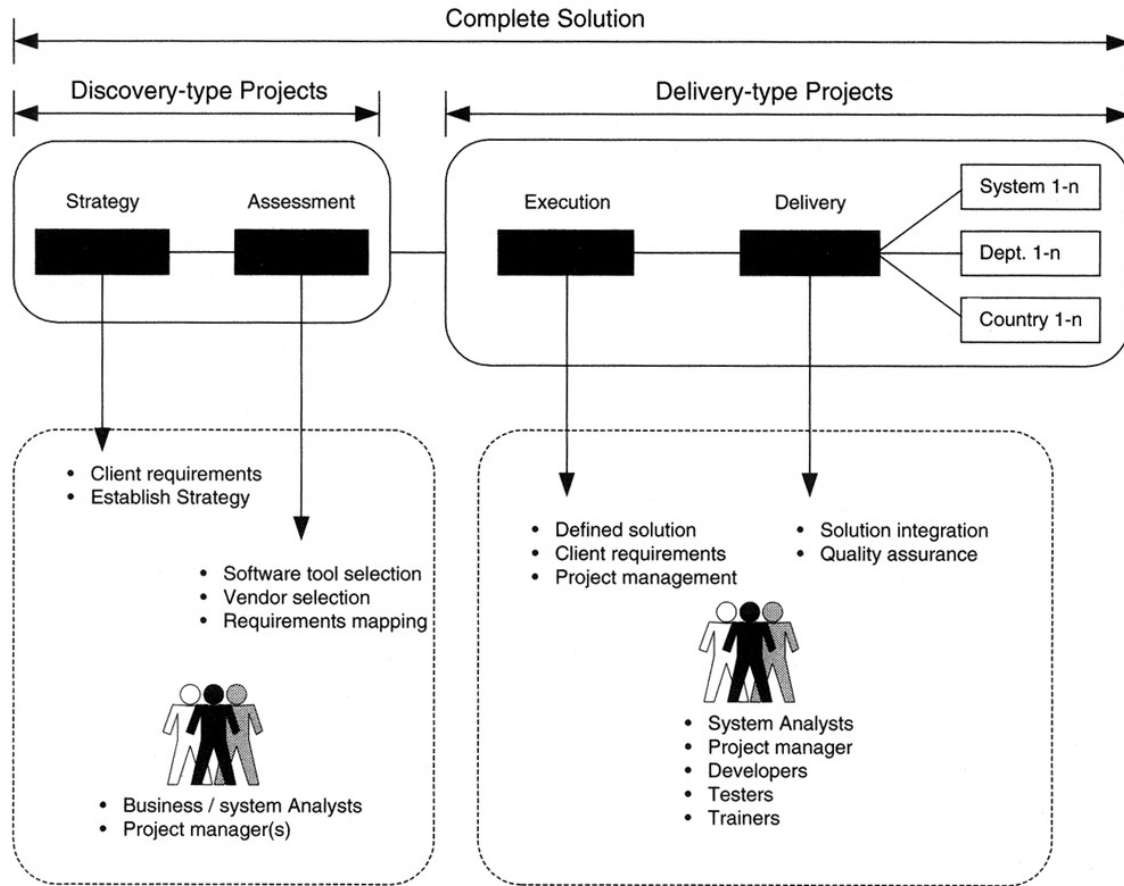 Complete Solution
Discovery-type Projects
Delivery-type Projects
Strategy
Assessment
Execution
Delivery
System 1-n
Dept. 1-n
Country 1-n
• Client requirements
• Establish Strategy
• Software tool selection
• Vendor selection
• Requirements mapping
• Business / system Analysts
• Project manager(s)
• Defined solution
• Client requirements
• Project management
• Solution integration
• Quality assurance
• System Analysts
• Project manager
• Developers
• Testers
• Trainers